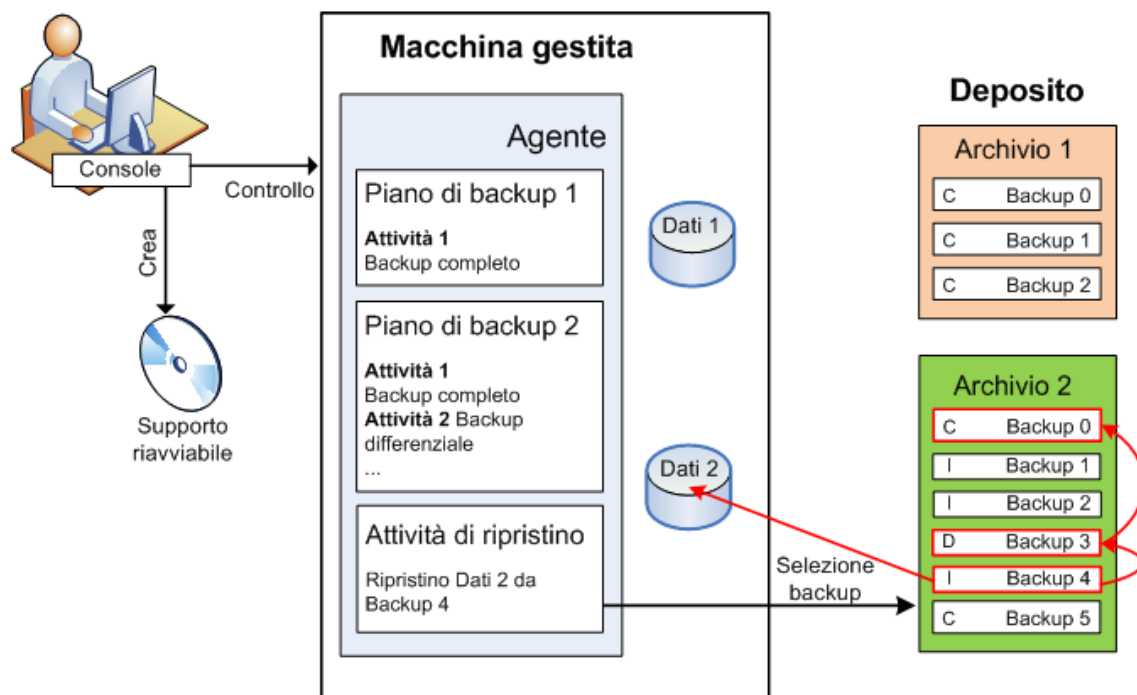 Macchina gestita
Console
Controllo
Crea
Supporto
riavviabile
Agente
Piano di backup 1
Attività 1
Backup completo
Piano di backup 2
Attività 1
Backup completo
Attività 2 Backup
differenziale
...
Attività di ripristino
Ripristino Dati 2 da
Backup 4
Dati 1
Dati 2
Selezione
backup
Deposito
Archivio 1
C Backup 0
C Backup 1
C Backup 2
Archivio 2
C Backup 0
I Backup 1
I Backup 2
D Backup 3
I Backup 4
C Backup 5